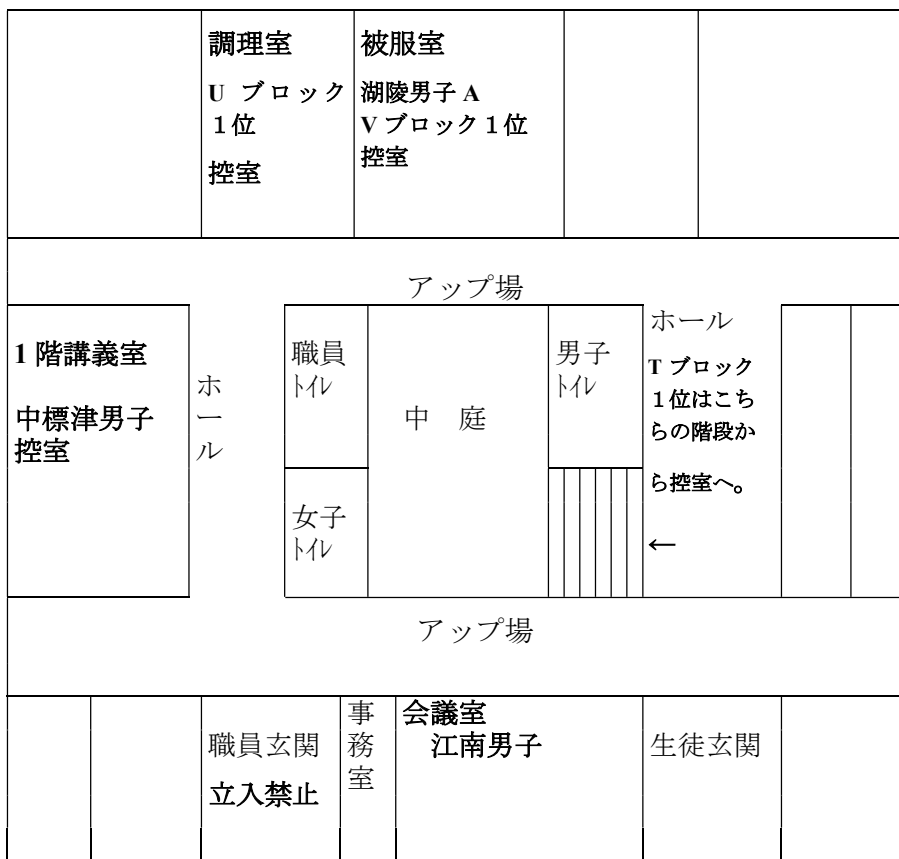 調理室
U ブロック
１位
控室
被服室
湖陵男子 A
V ブロック１位
控室
アップ場
1 階講義室
中標津男子
控室
ホール
職員
ﾄｲﾚ
女子
ﾄｲﾚ
中　庭
男子
ﾄｲﾚ
ホール
T ブロック
１位はこち
らの階段か
ら控室へ。
←
アップ場
職員玄関
立入禁止
事務室
会議室
江南男子
生徒玄関